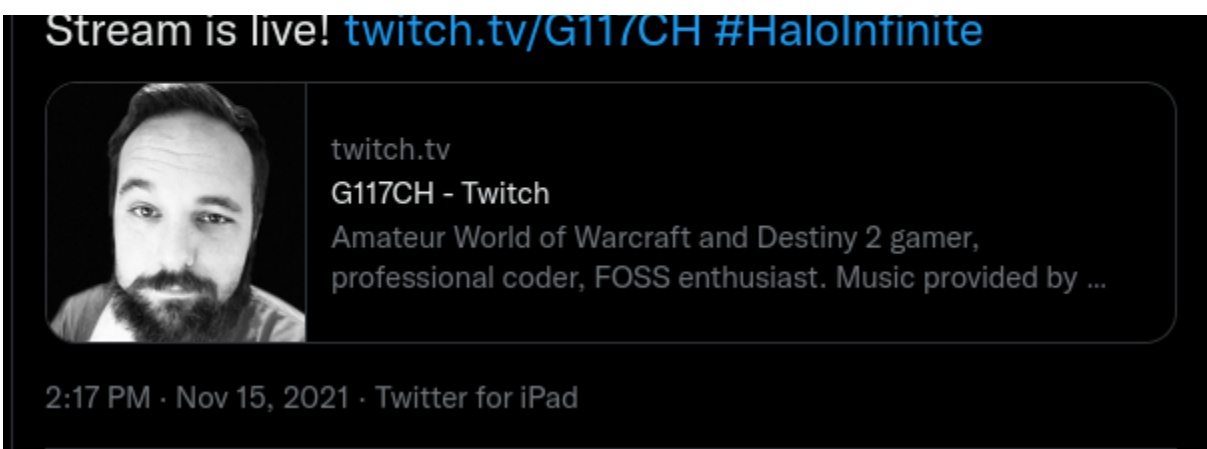 Stream is live! twitch.tv/G117CH #HaloInfinite
twitch.tv
G117CH - Twitch
Amateur World of Warcraft and Destiny 2 gamer,
professional coder, FOSS enthusiast. Music provided by ...
2:17 PM · Nov 15, 2021 · Twitter for iPad